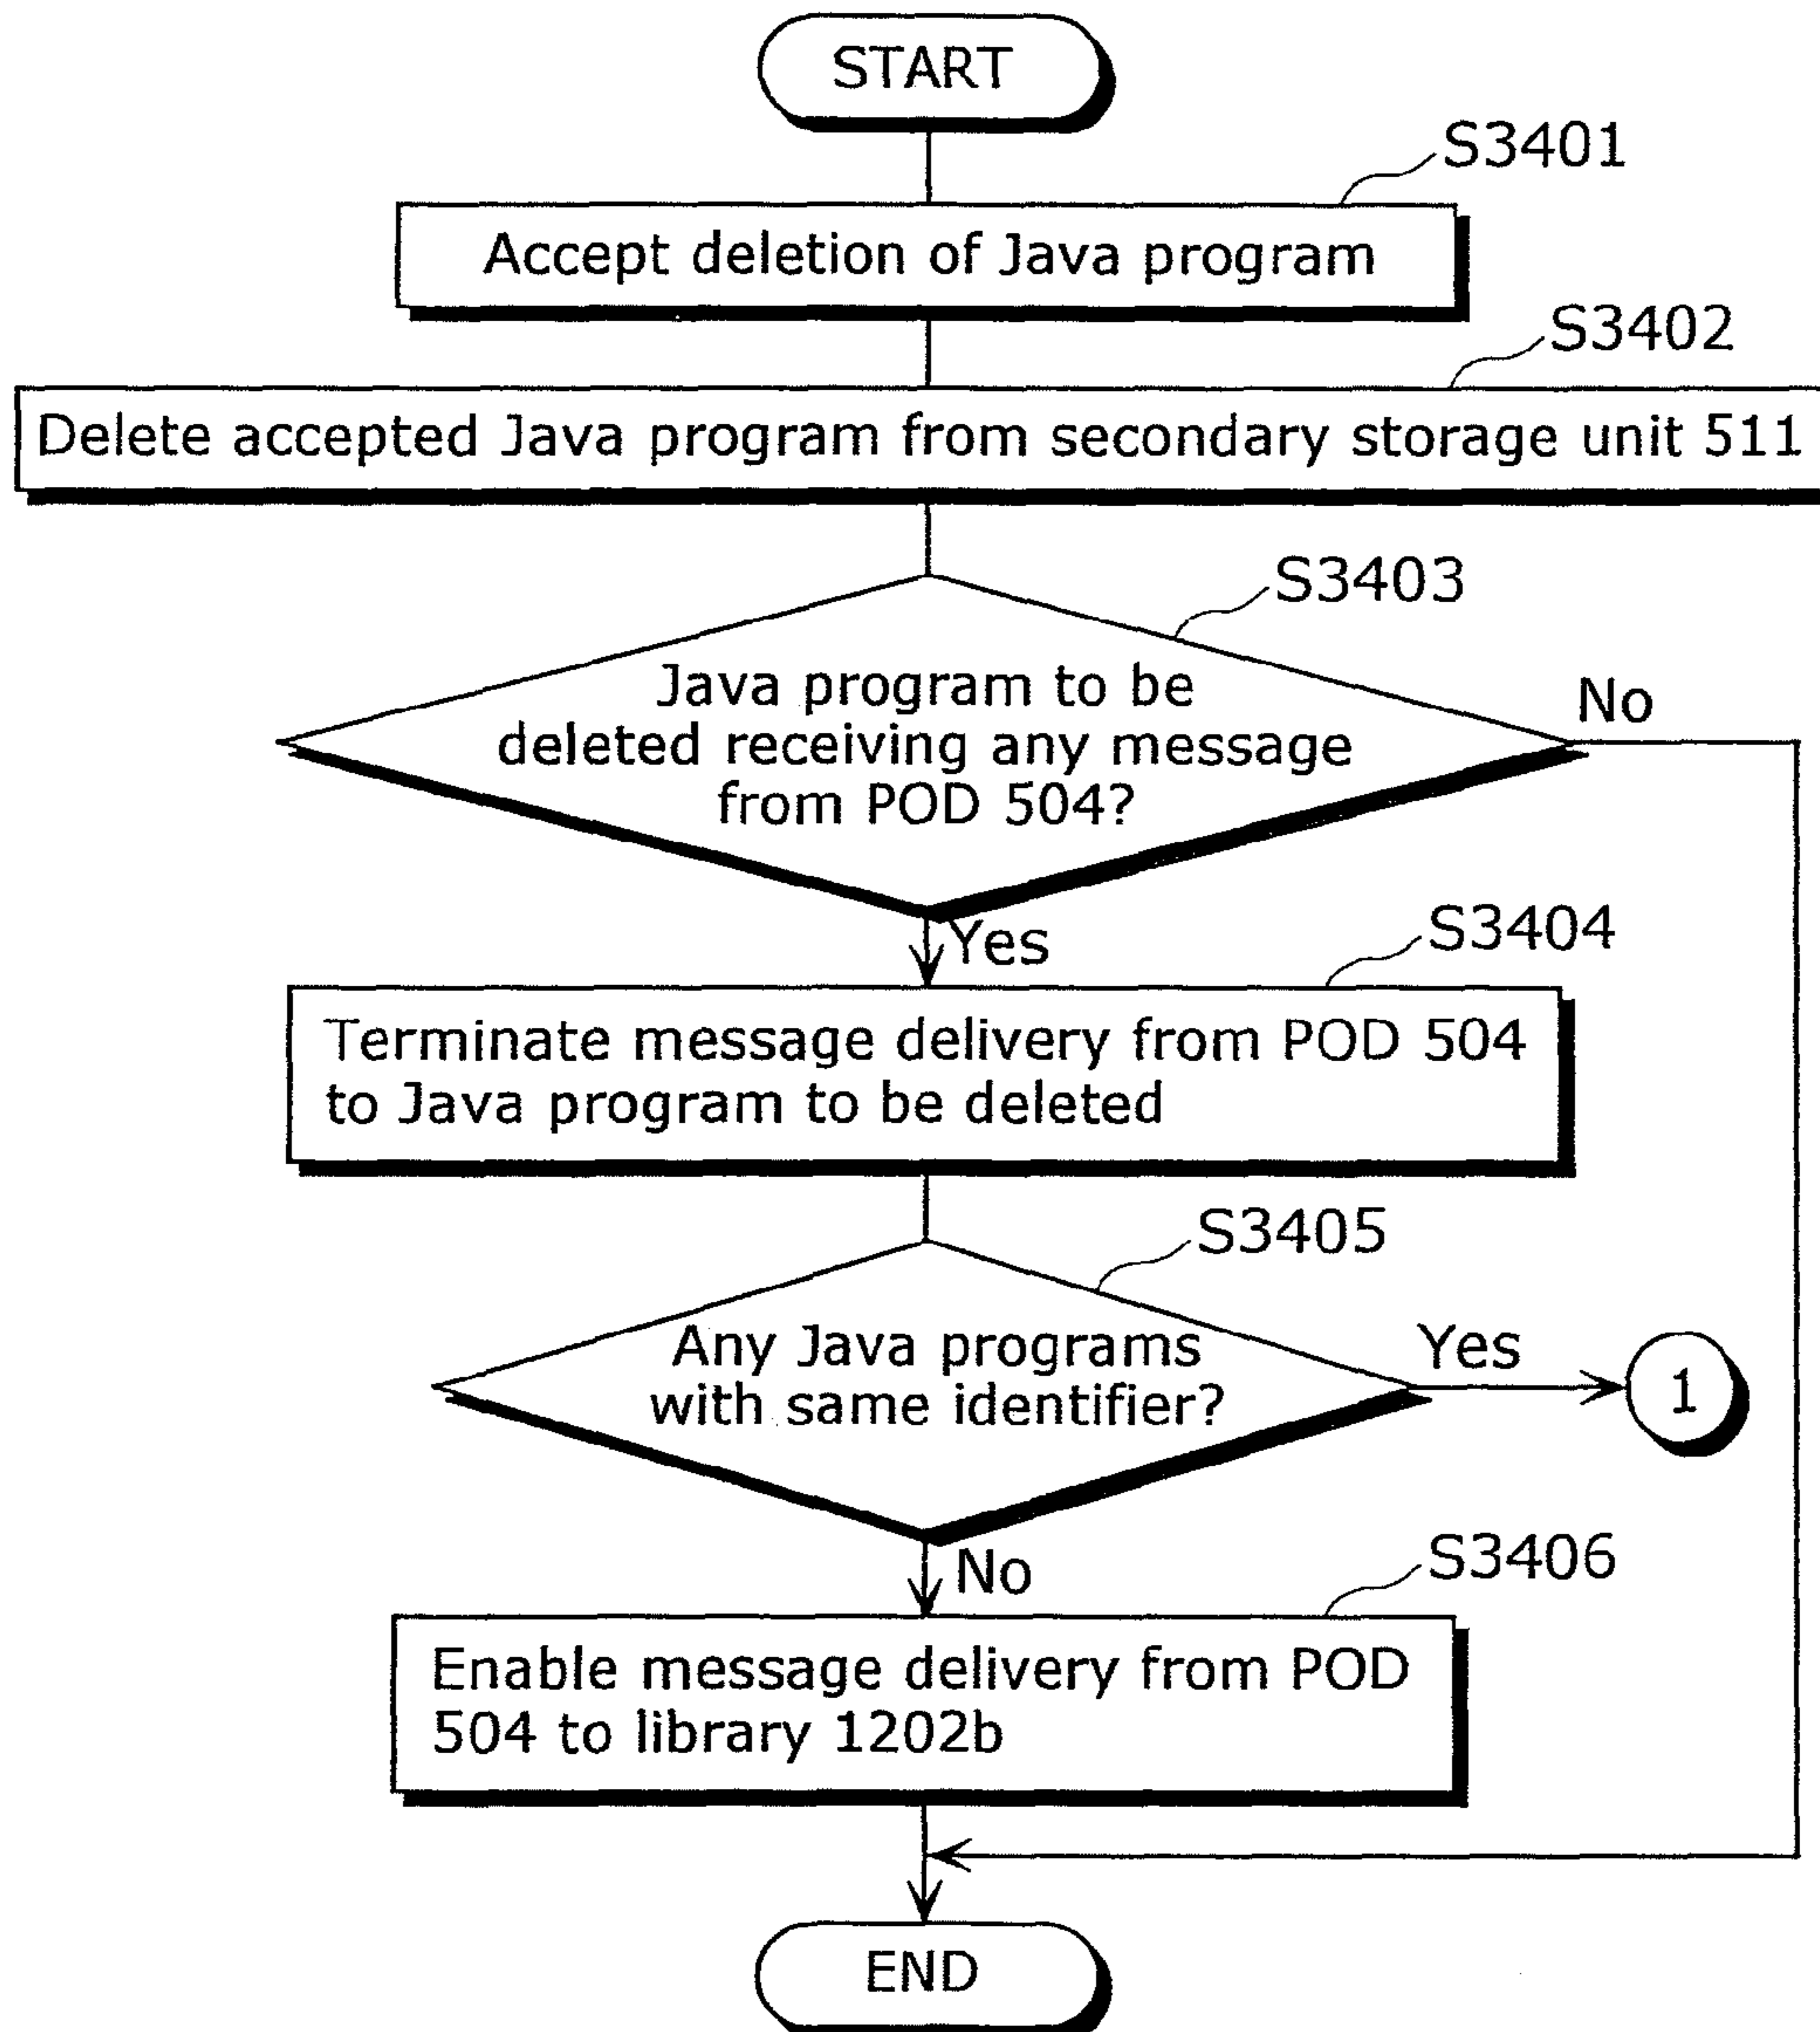 START
S3401
Accept deletion of Java program
S3402
Delete accepted Java program from secondary storage unit 511
S3403
Java program to be
deleted receiving any message
from POD 504?
No
Yes
S3404
Terminate message delivery from POD 504
to Java program to be deleted
S3405
Any Java programs
with same identifier?
Yes
1
No
S3406
Enable message delivery from POD
504 to library 1202b
END